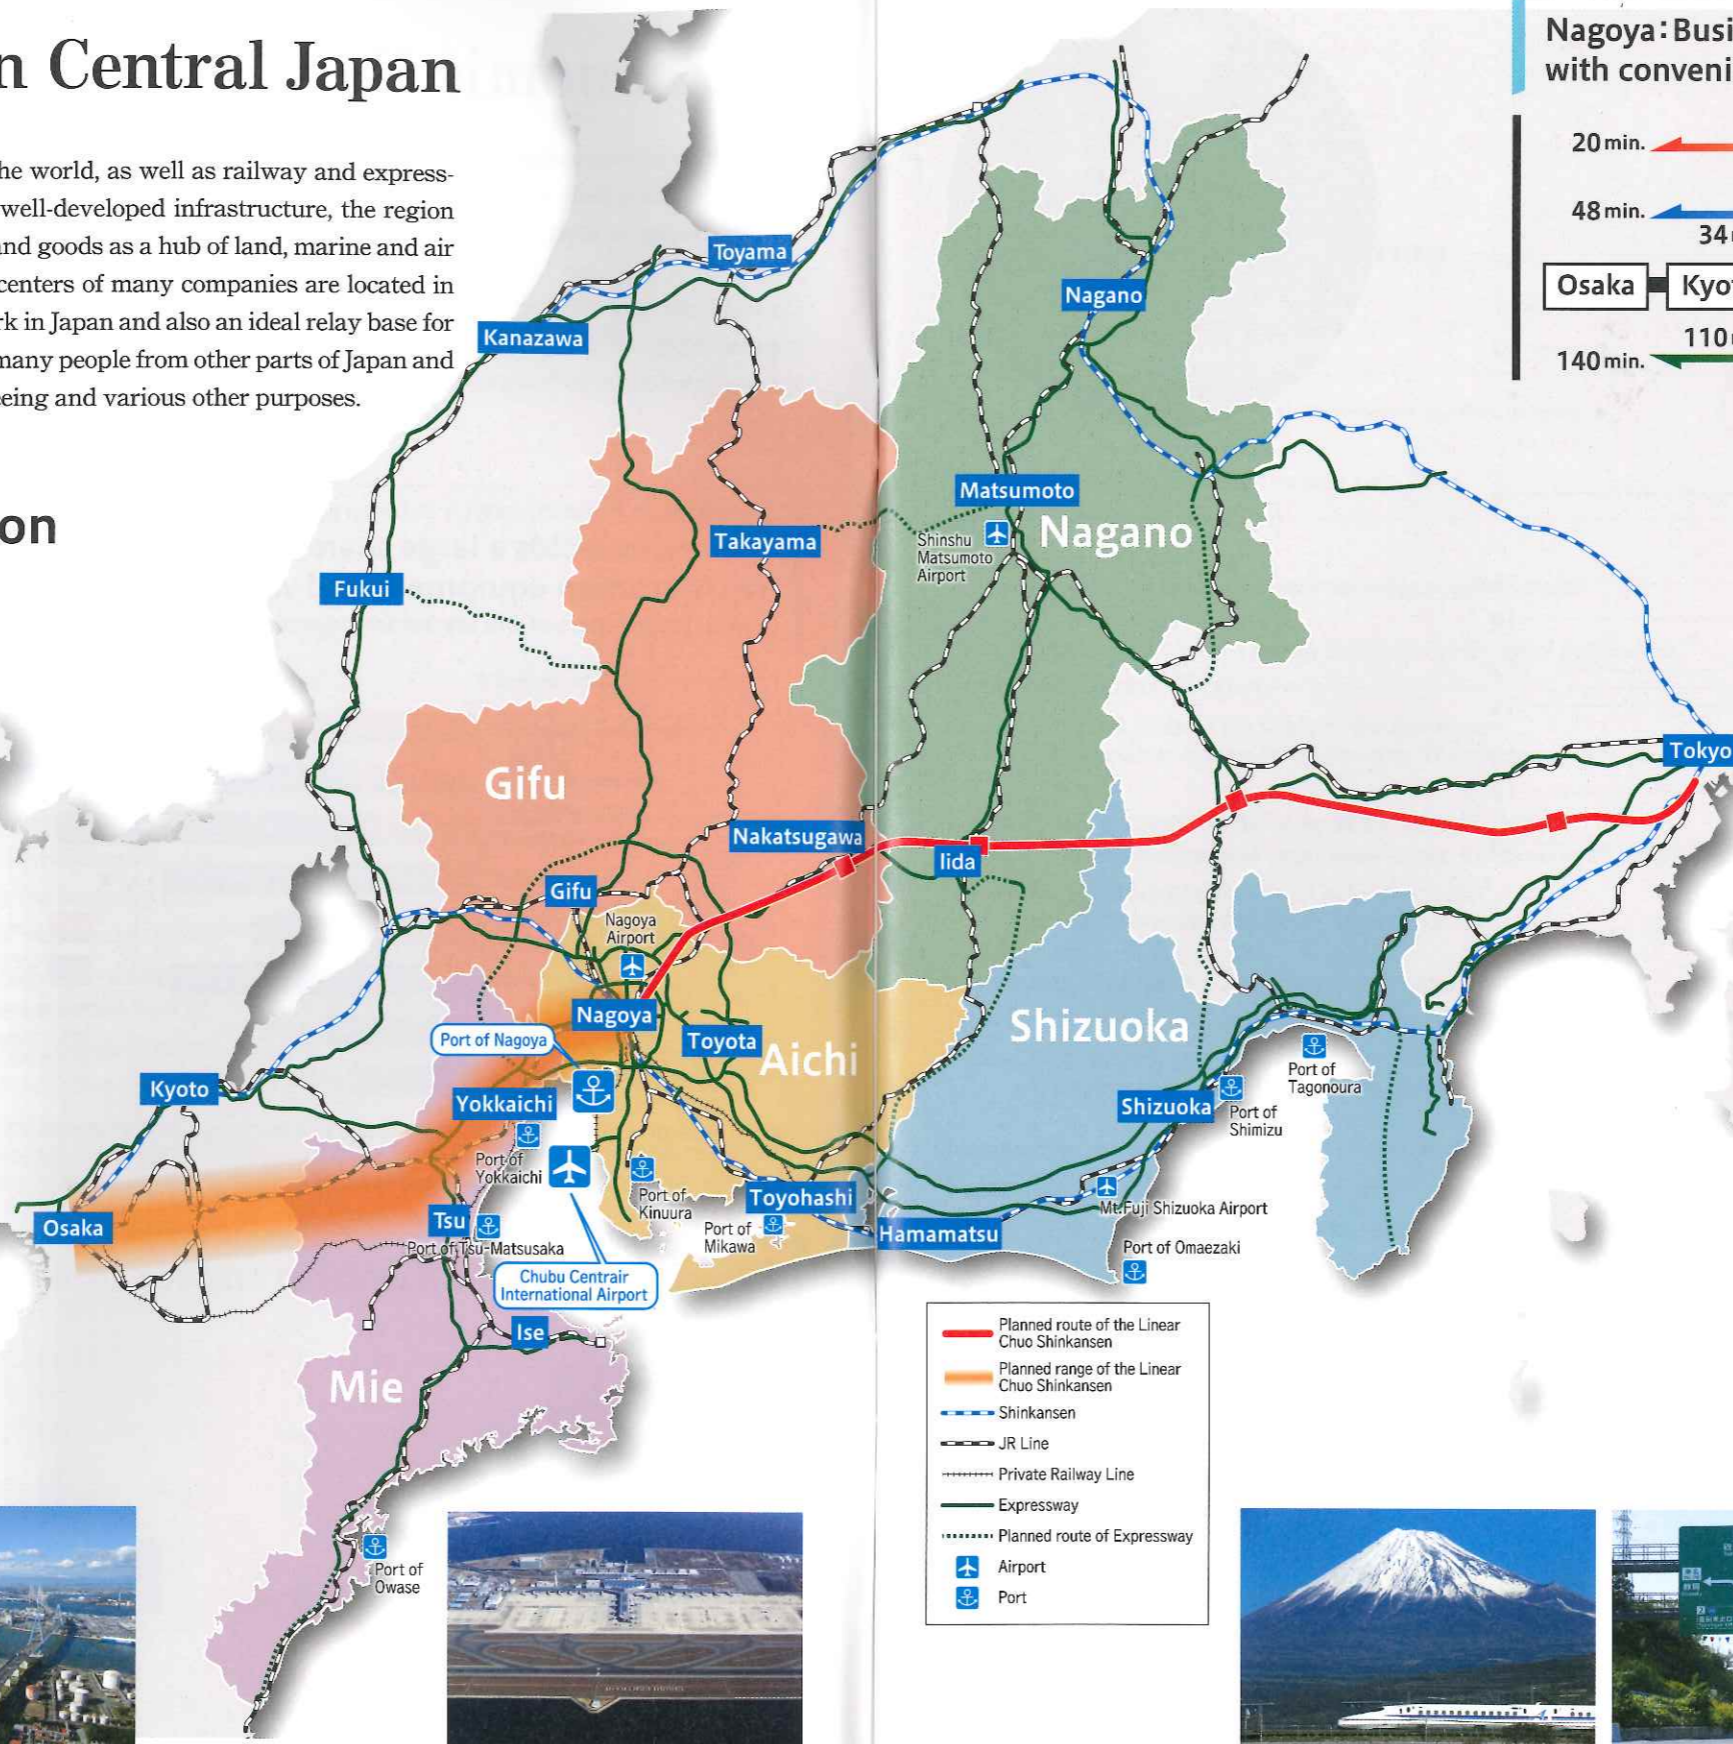 n Central Japan
he world, as well as railway and express-
well-developed infrastructure, the region
and goods as a hub of land, marine and air
centers of many companies are located in
rk in Japan and also an ideal relay base for
many people from other parts of Japan and
eeing and various other purposes.
on
Nagoya: Busi
with conveni
20 min.
48 min.
34
Osaka
Kyo
110
140 min.
Toyama
Kanazawa
Nagano
Matsumoto
Takayama
Shinshu
Matsumoto
Airport
Nagano
Fukui
Tokyo
Gifu
Nakatsugawa
Iida
Gifu
Nagoya
Airport
Nagoya
Port of Nagoya
Toyota
Aichi
Shizuoka
Port of
Tagonoura
Kyoto
Yokkaichi
Shizuoka
Port of
Shimizu
Port of
Yokkaichi
Port of
Kinuura
Toyohashi
Mt.Fuji Shizuoka Airport
Osaka
Tsu
Port of Tsu-Matsusaka
Port of
Mikawa
Hamamatsu
Port of Omaezaki
Chubu Centrair
International Airport
Ise
Mie
Port of
Owase
Planned route of the Linear
Chuo Shinkansen
Planned range of the Linear
Chuo Shinkansen
Shinkansen
JR Line
Private Railway Line
Expressway
Planned route of Expressway
Airport
Port